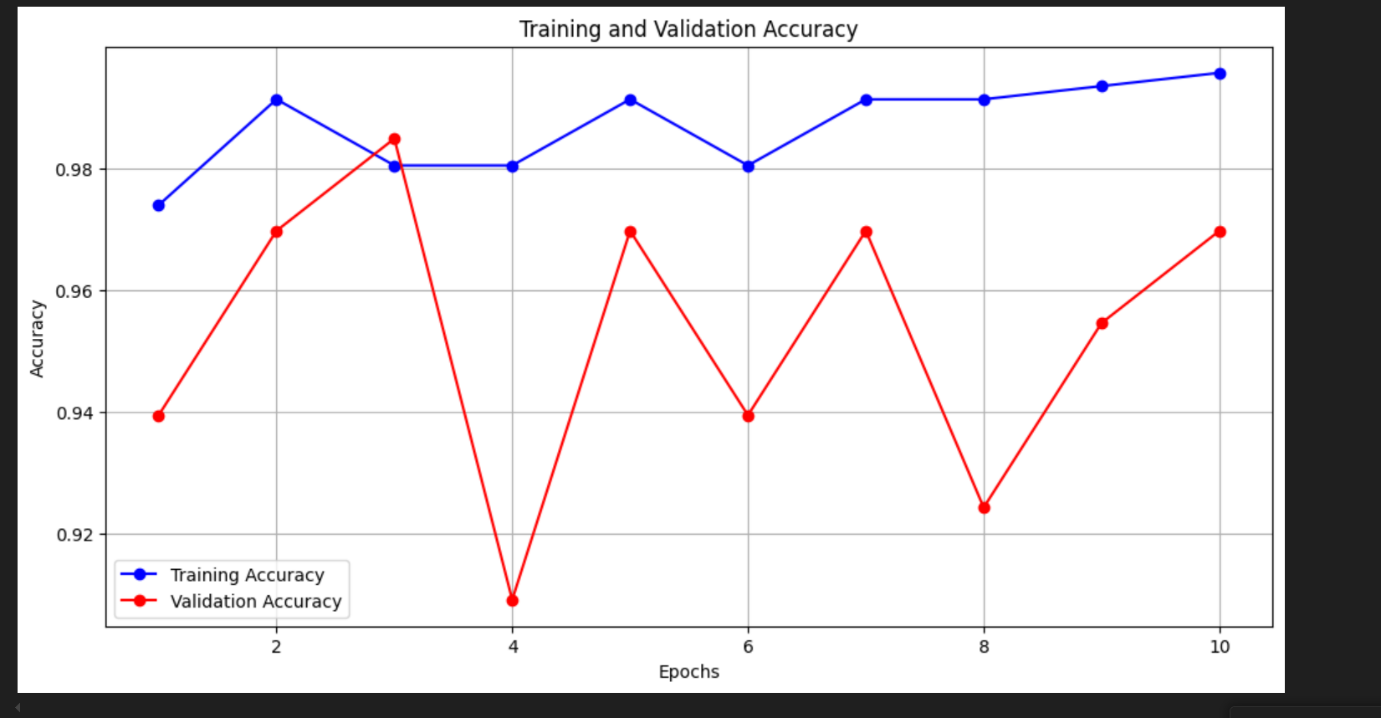 Training and Validation Accuracy
Accuracy
0.98
0.96
0.94
0.92
Training Accuracy
Validation Accuracy
2 4 6 8 10
Epochs